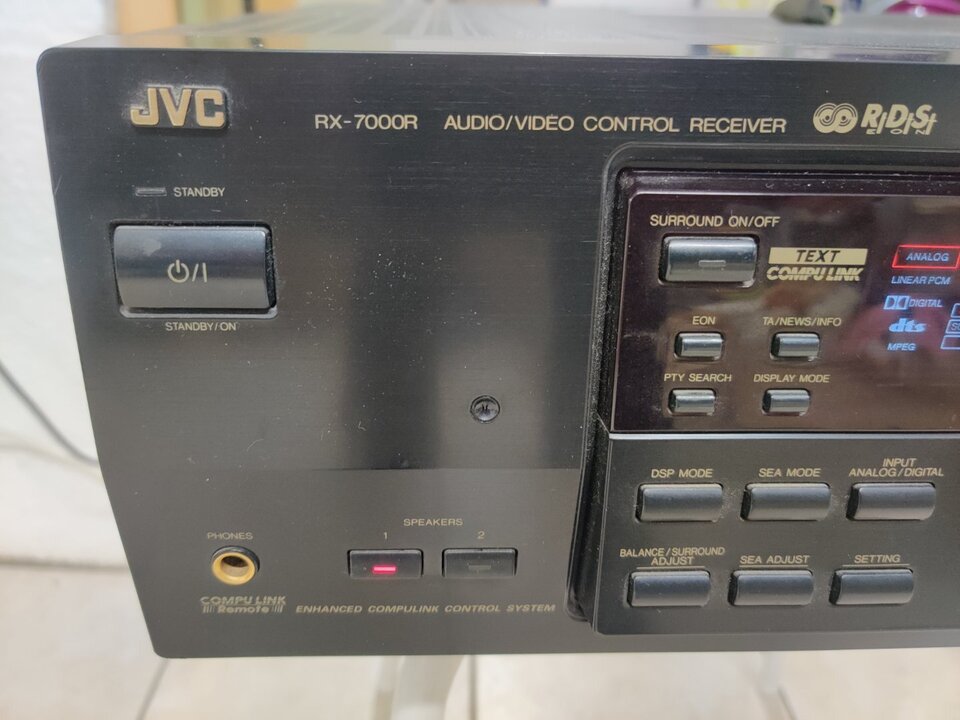 JVC
RX-7000R AUDIO/VIDEO CONTROL RECEIVER
R.D.S.
EON
STANDBY
⏻/I
STANDBY/ON
SURROUND ON/OFF
TEXT
COMPU LINK
ANALOG
LINEAR PCM
DIGITAL
dts
MPEG
EON
TA/NEWS/INFO
PTY SEARCH
DISPLAY MODE
DSP MODE
SEA MODE
INPUT
ANALOG/DIGITAL
BALANCE/SURROUND
ADJUST
SEA ADJUST
SETTING
PHONES
SPEAKERS
1 2
COMPU LINK
Remote
ENHANCED COMPULINK CONTROL SYSTEM